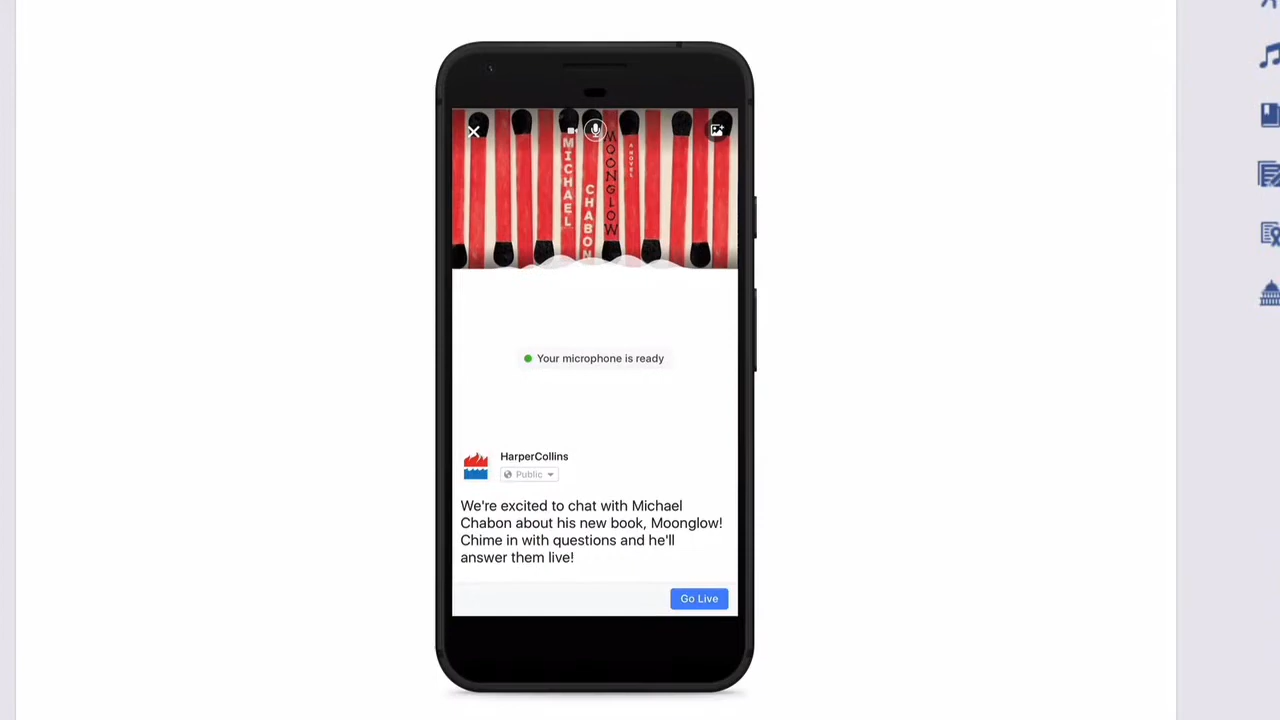 MICHAEL
CHABON
MOONGLOW
A NOVEL
Your microphone is ready
HarperCollins
Public
We're excited to chat with Michael
Chabon about his new book, Moonglow!
Chime in with questions and he'll
answer them live!
Go Live